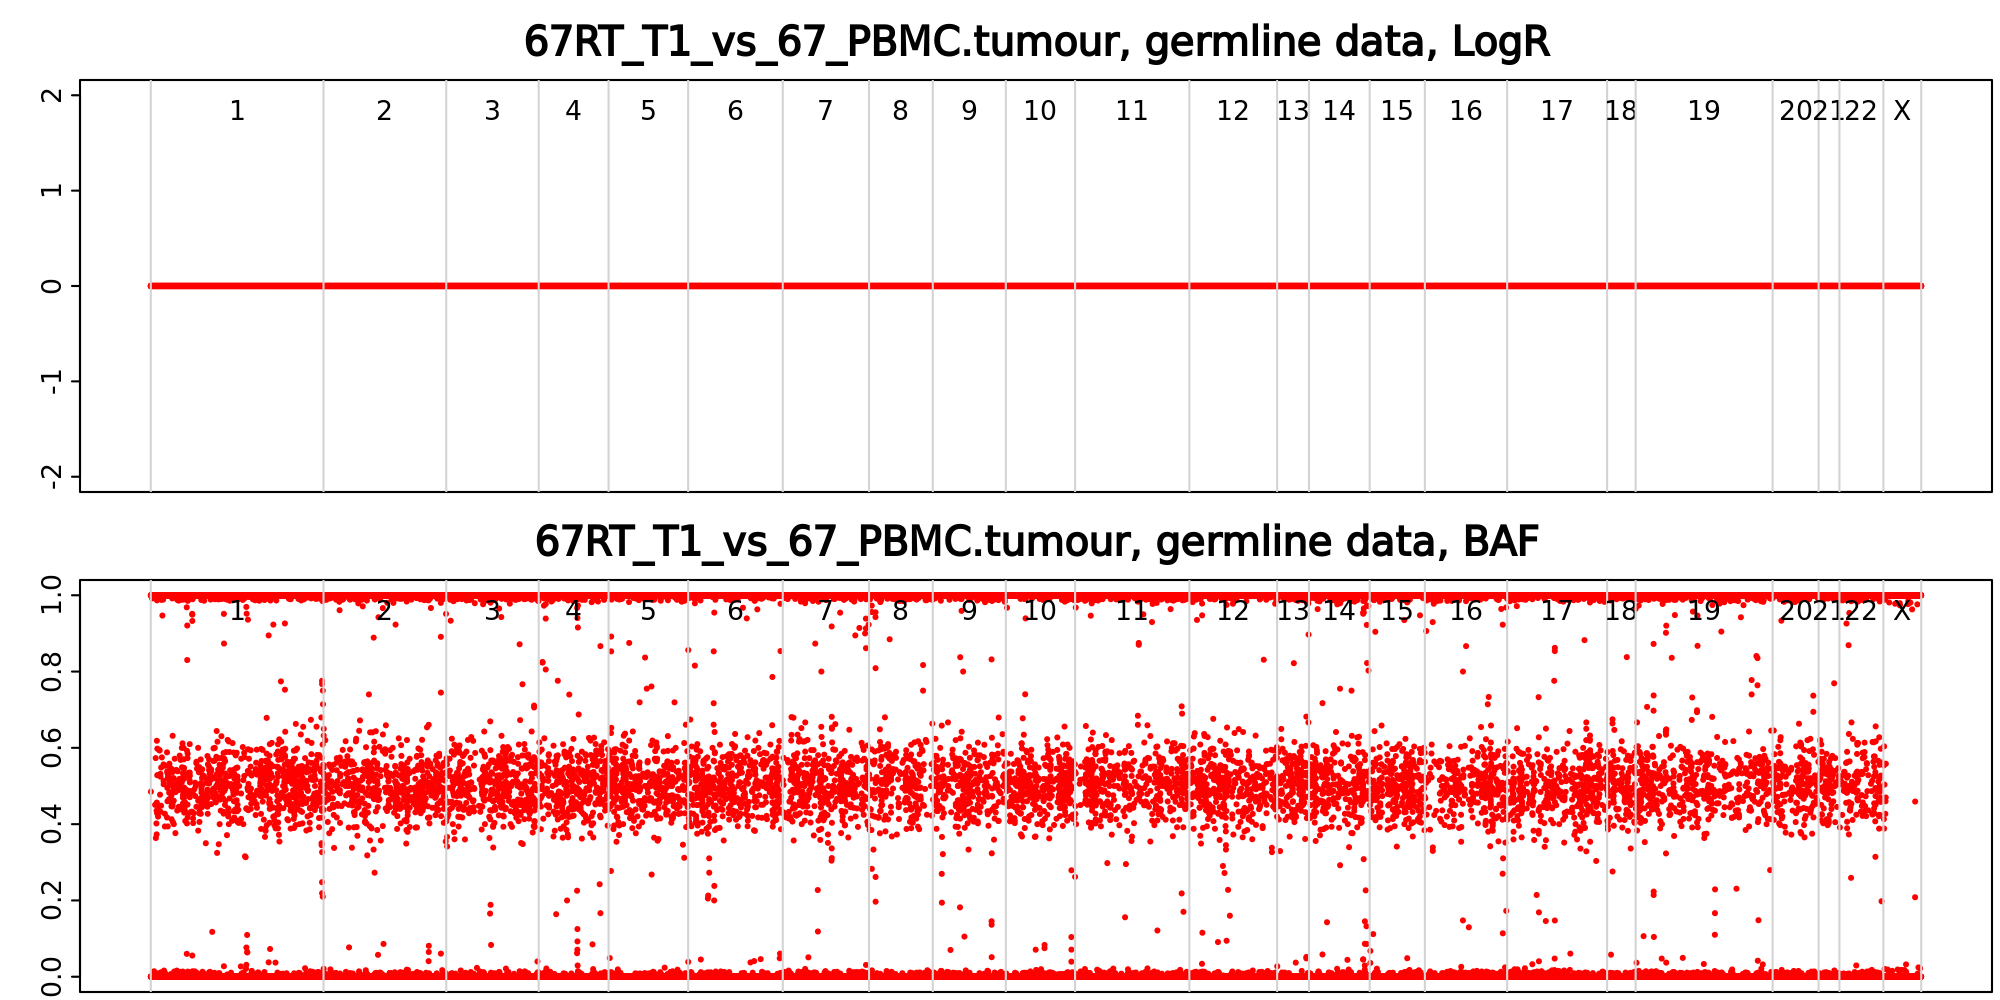 67RT_T1_vs_67_PBMC.tumour, germline data, LogR
2
1
0
-1
-2
1 2 3 4 5 6 7 8 9 10 11 12 13 14 15 16 17 18 19 20 21 22 X
67RT_T1_vs_67_PBMC.tumour, germline data, BAF
1.0
0.8
0.6
0.4
0.2
0.0
1 2 3 4 5 6 7 8 9 10 11 12 13 14 15 16 17 18 19 20 21 22 X